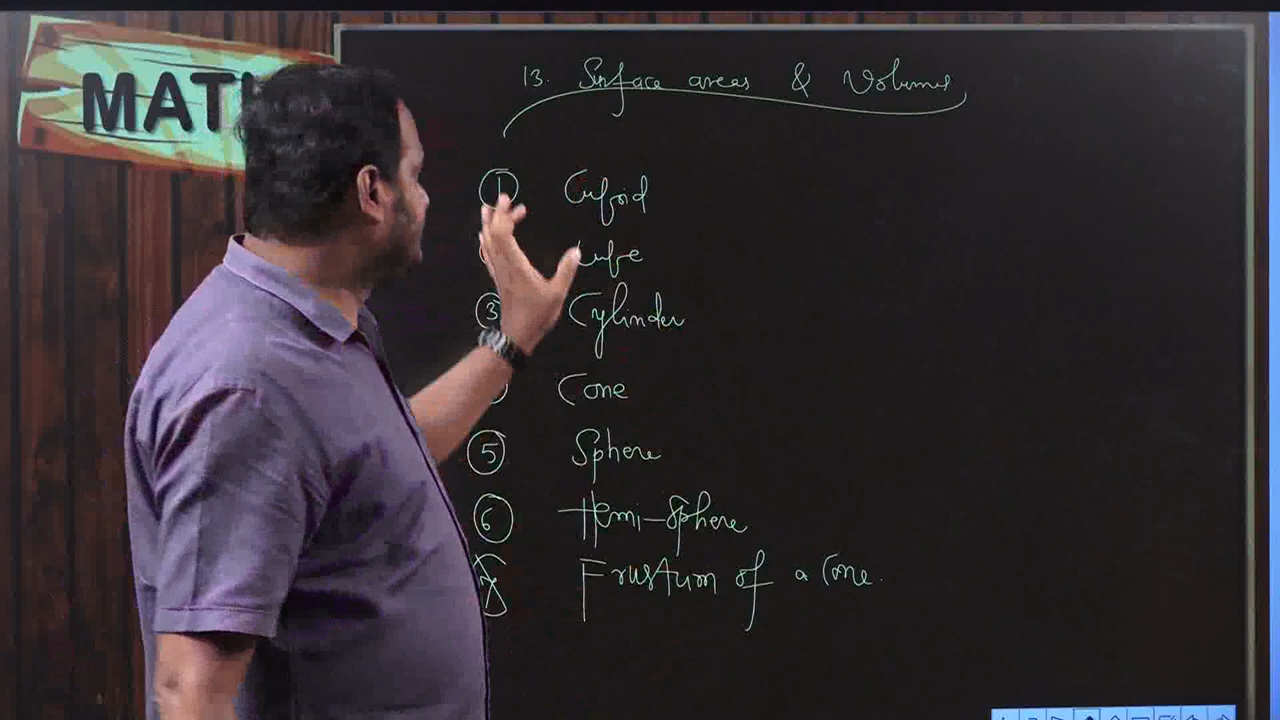 MAT
13. Surface areas & Volumes
1 Cuboid
Cube
3 Cylinder
Cone
5 Sphere
6 Hemi-Sphere
7 Frustum of a Cone.